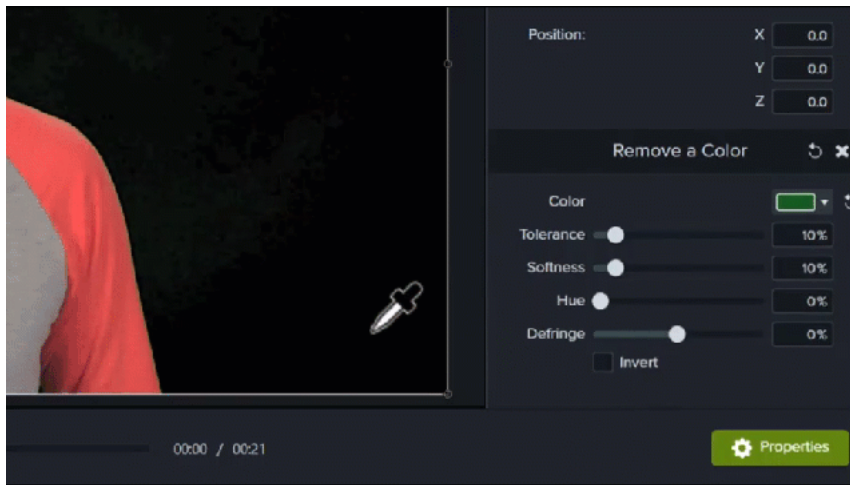 Position: X 0.0
Y 0.0
Z 0.0
Remove a Color
Color
Tolerance 10%
Softness 10%
Hue 0%
Defringe 0%
Invert
00:00 / 00:21
Properties